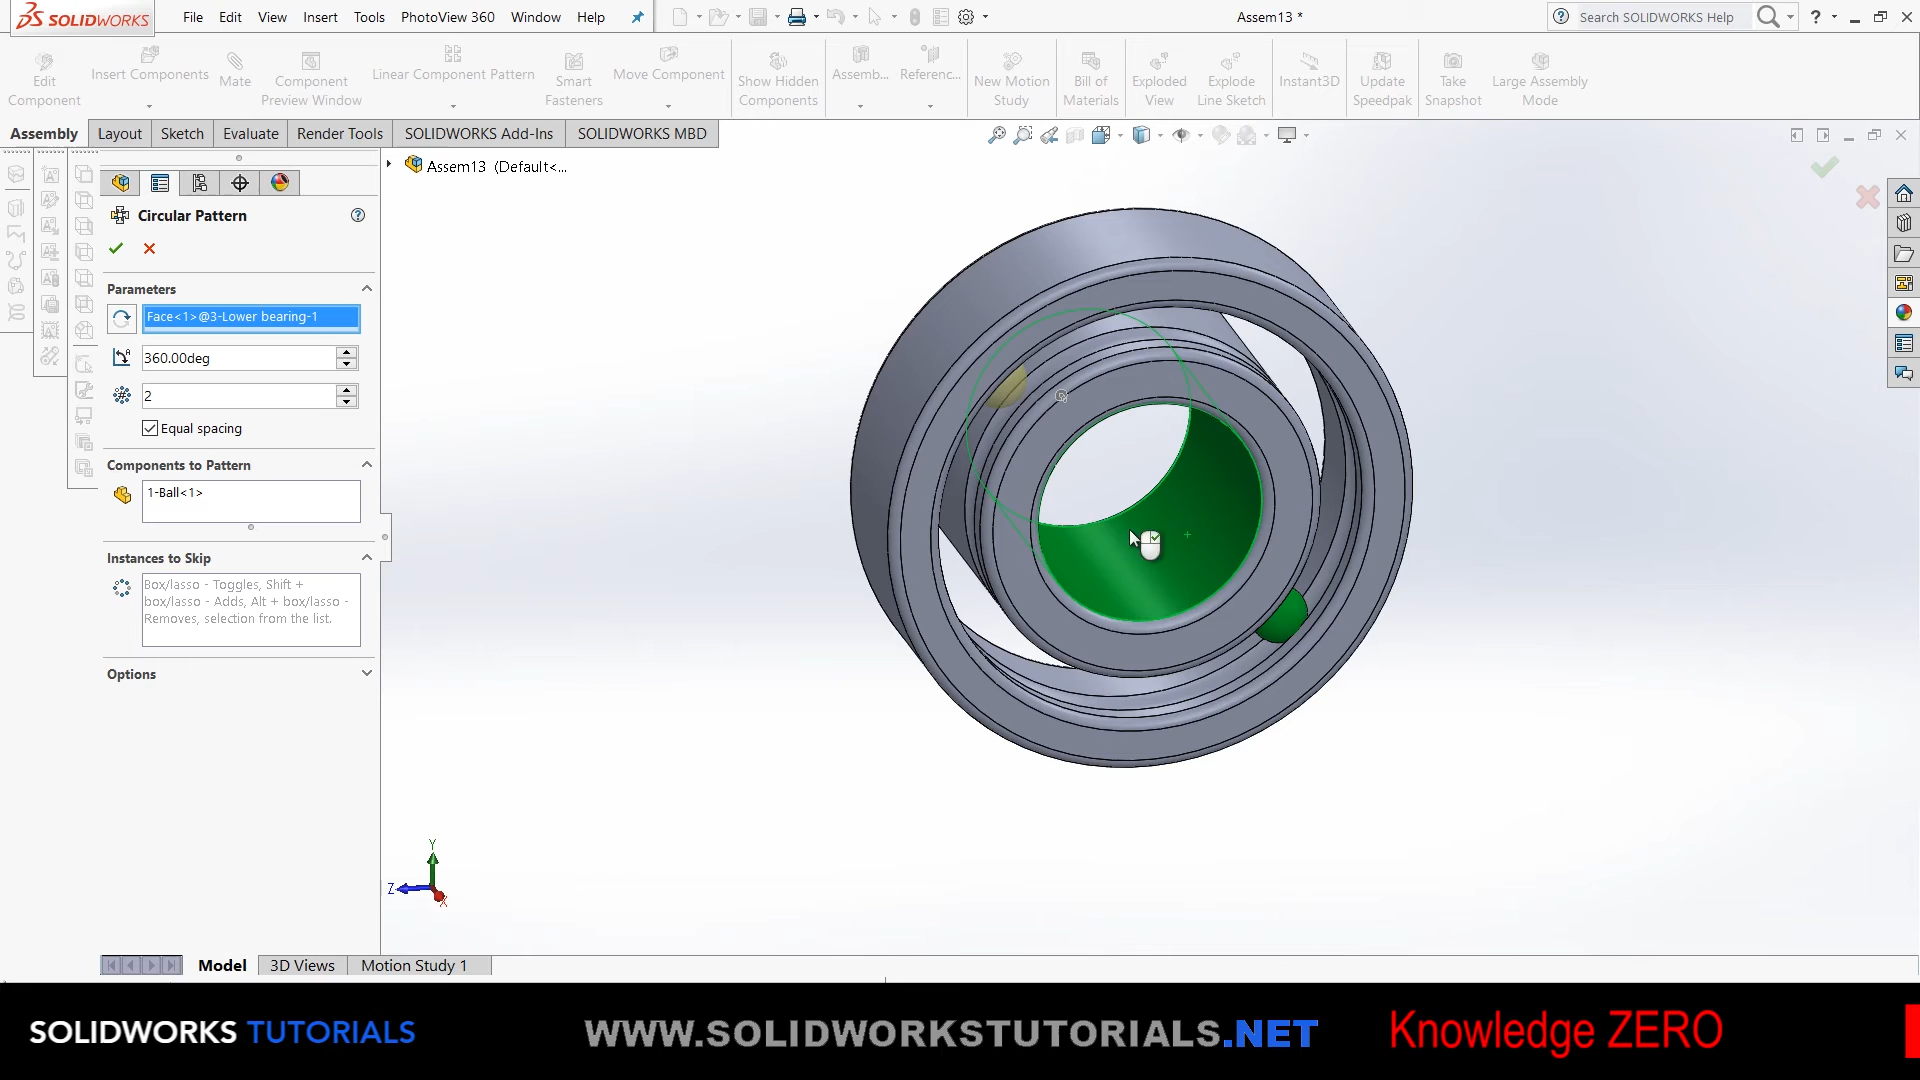 SOLIDWORKS File Edit View Insert Tools PhotoView 360 Window Help Assem13 * Search SOLIDWORKS Help ?
Edit Component
Insert Components
Mate
Component Preview Window
Linear Component Pattern
Smart Fasteners
Move Component
Show Hidden Components
Assemb...
Referenc...
New Motion Study
Bill of Materials
Exploded View
Explode Line Sketch
Instant3D
Update Speedpak
Take Snapshot
Large Assembly Mode
Assembly Layout Sketch Evaluate Render Tools SOLIDWORKS Add-Ins SOLIDWORKS MBD
Assem13 (Default<...
Circular Pattern
Parameters
Face<1>@3-Lower bearing-1
360.00deg
2
Equal spacing
Components to Pattern
1-Ball<1>
Instances to Skip
Box/lasso - Toggles, Shift +
box/lasso - Adds, Alt + box/lasso -
Removes, selection from the list.
Options
Y
Z
X
Model 3D Views Motion Study 1
SOLIDWORKS TUTORIALS WWW.SOLIDWORKSTUTORIALS.NET Knowledge ZERO